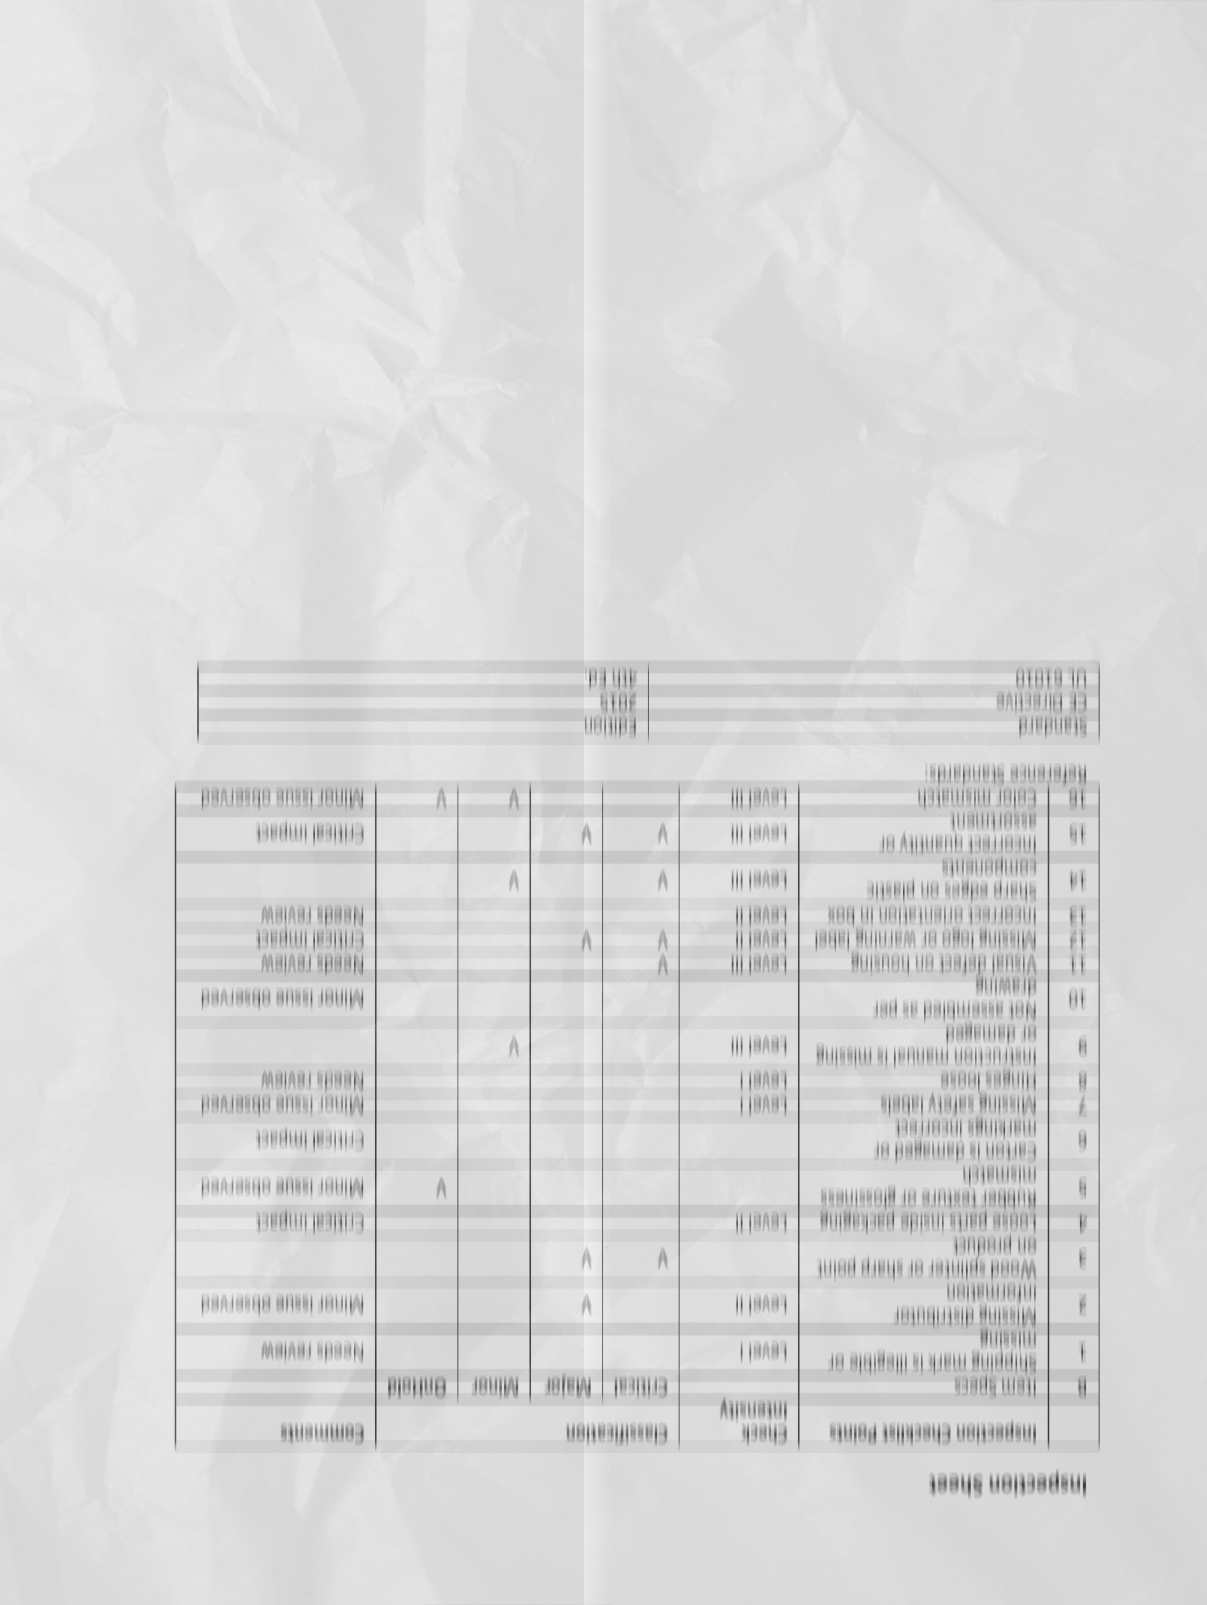 Inspection Sheet
Inspection Checklist Points Check Classification Comments
Intensity
Item Specs Critical Major Minor OnHold
Shipping mark is illegible or
1 Level I Needs review
missing
Missing distributor
2 Level II V Minor issue observed
information
Wood splinter or sharp point
3 V V
on product
4 Loose parts inside packaging Level II Critical impact
Rubber texture or glossiness
5 V Minor issue observed
mismatch
Carton is damaged or
6 Critical impact
markings incorrect
7 Missing safety labels Level I Minor issue observed
8 Hinges loose Level I Needs review
Instruction manual is missing
9 Level III V
or damaged
Not assembled as per
10 Minor issue observed
drawing
11 Visual defect on housing Level III V Needs review
12 Missing logo or warning label Level II V V Critical impact
13 Incorrect orientation in box Level II Needs review
Sharp edges on plastic
14 Level III V V
components
Incorrect quantity or
15 Level III V V Critical impact
assortment
16 Color mismatch Level III V V Minor issue observed
Reference Standards:
Standard Edition
CE Directive 2019
UL 61010 4th Ed.